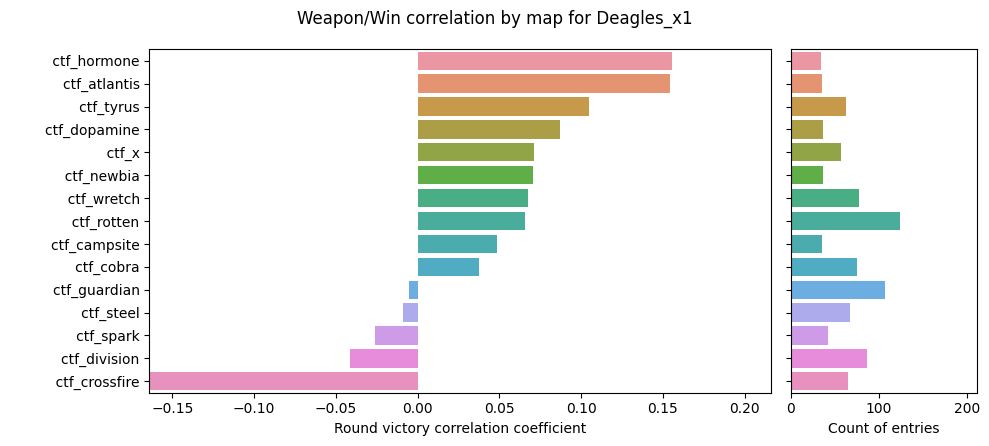 Weapon/Win correlation by map for Deagles_x1
ctf_hormone
ctf_atlantis
ctf_tyrus
ctf_dopamine
ctf_x
ctf_newbia
ctf_wretch
ctf_rotten
ctf_campsite
ctf_cobra
ctf_guardian
ctf_steel
ctf_spark
ctf_division
ctf_crossfire
−0.15 −0.10 −0.05 0.00 0.05 0.10 0.15 0.20
Round victory correlation coefficient
0 100 200
Count of entries